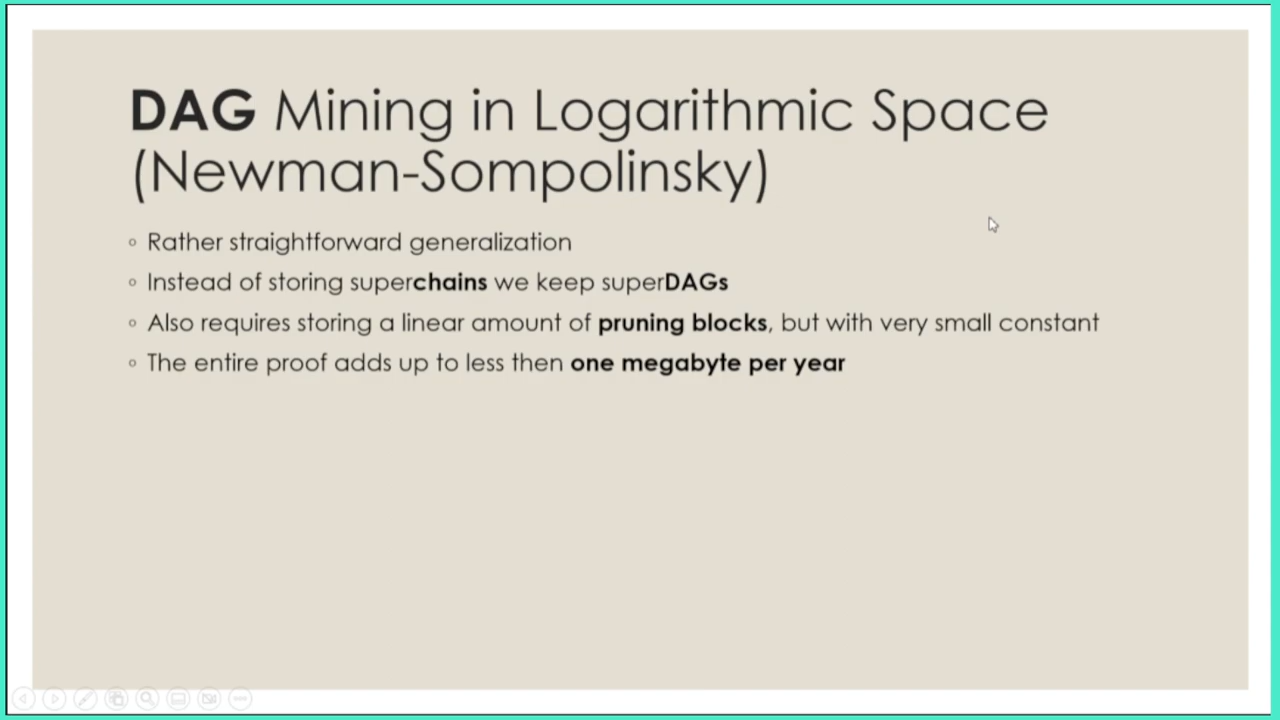 DAG Mining in Logarithmic Space
(Newman-Sompolinsky)
Rather straightforward generalization
Instead of storing superchains we keep superDAGs
Also requires storing a linear amount of pruning blocks, but with very small constant
The entire proof adds up to less then one megabyte per year